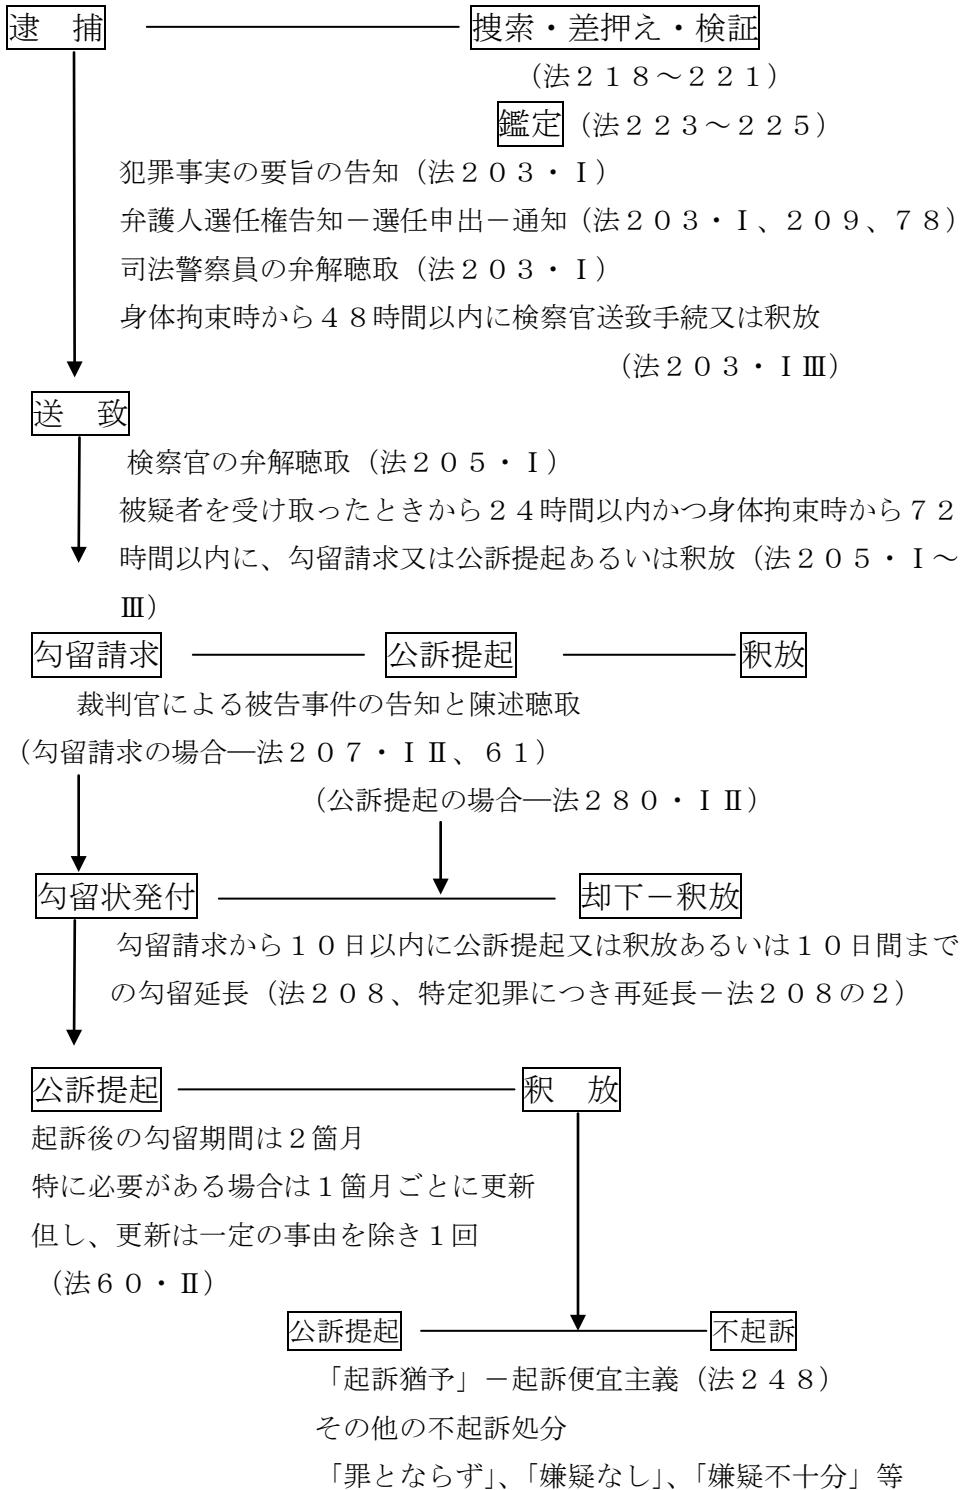 逮　捕　捜索・差押え・検証
（法２１８～２２１）
鑑定（法２２３～２２５）
犯罪事実の要旨の告知（法２０３・Ⅰ）
弁護人選任権告知－選任申出－通知（法２０３・Ⅰ、２０９、７８）
司法警察員の弁解聴取（法２０３・Ⅰ）
身体拘束時から４８時間以内に検察官送致手続又は釈放
（法２０３・ⅠⅢ）
送　致
検察官の弁解聴取（法２０５・Ⅰ）
被疑者を受け取ったときから２４時間以内かつ身体拘束時から７２
時間以内に、勾留請求又は公訴提起あるいは釈放（法２０５・Ⅰ～
Ⅲ）
勾留請求　公訴提起　釈放
裁判官による被告事件の告知と陳述聴取
（勾留請求の場合―法２０７・ⅠⅡ、６１）
（公訴提起の場合―法２８０・ⅠⅡ）
勾留状発付　却下－釈放
勾留請求から１０日以内に公訴提起又は釈放あるいは１０日間まで
の勾留延長（法２０８、特定犯罪につき再延長－法２０８の２）
公訴提起　釈　放
起訴後の勾留期間は２箇月
特に必要がある場合は１箇月ごとに更新
但し、更新は一定の事由を除き１回
（法６０・Ⅱ）
公訴提起　不起訴
「起訴猶予」－起訴便宜主義（法２４８）
その他の不起訴処分
「罪とならず」、「嫌疑なし」、「嫌疑不十分」等